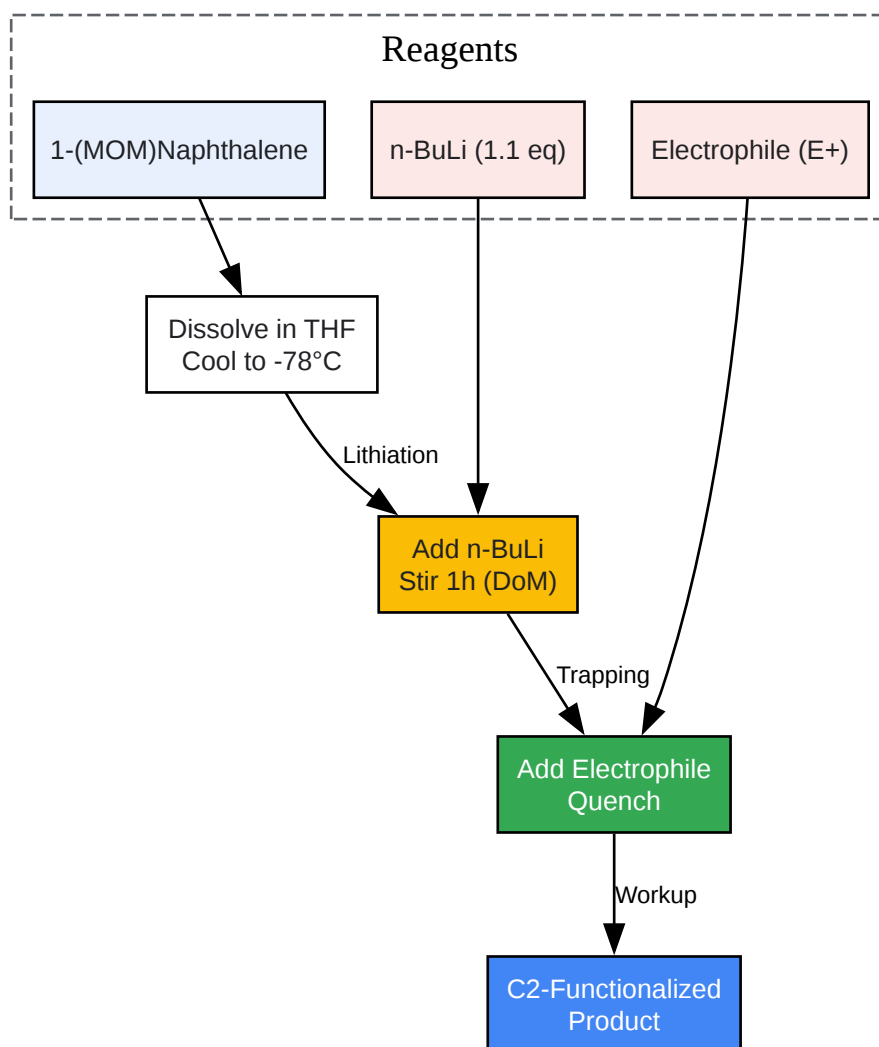 Reagents
1-(MOM)Naphthalene
n-BuLi (1.1 eq)
Electrophile (E+)
Dissolve in THF
Cool to -78°C
Lithiation
Add n-BuLi
Stir 1h (DoM)
Trapping
Add Electrophile
Quench
Workup
C2-Functionalized
Product